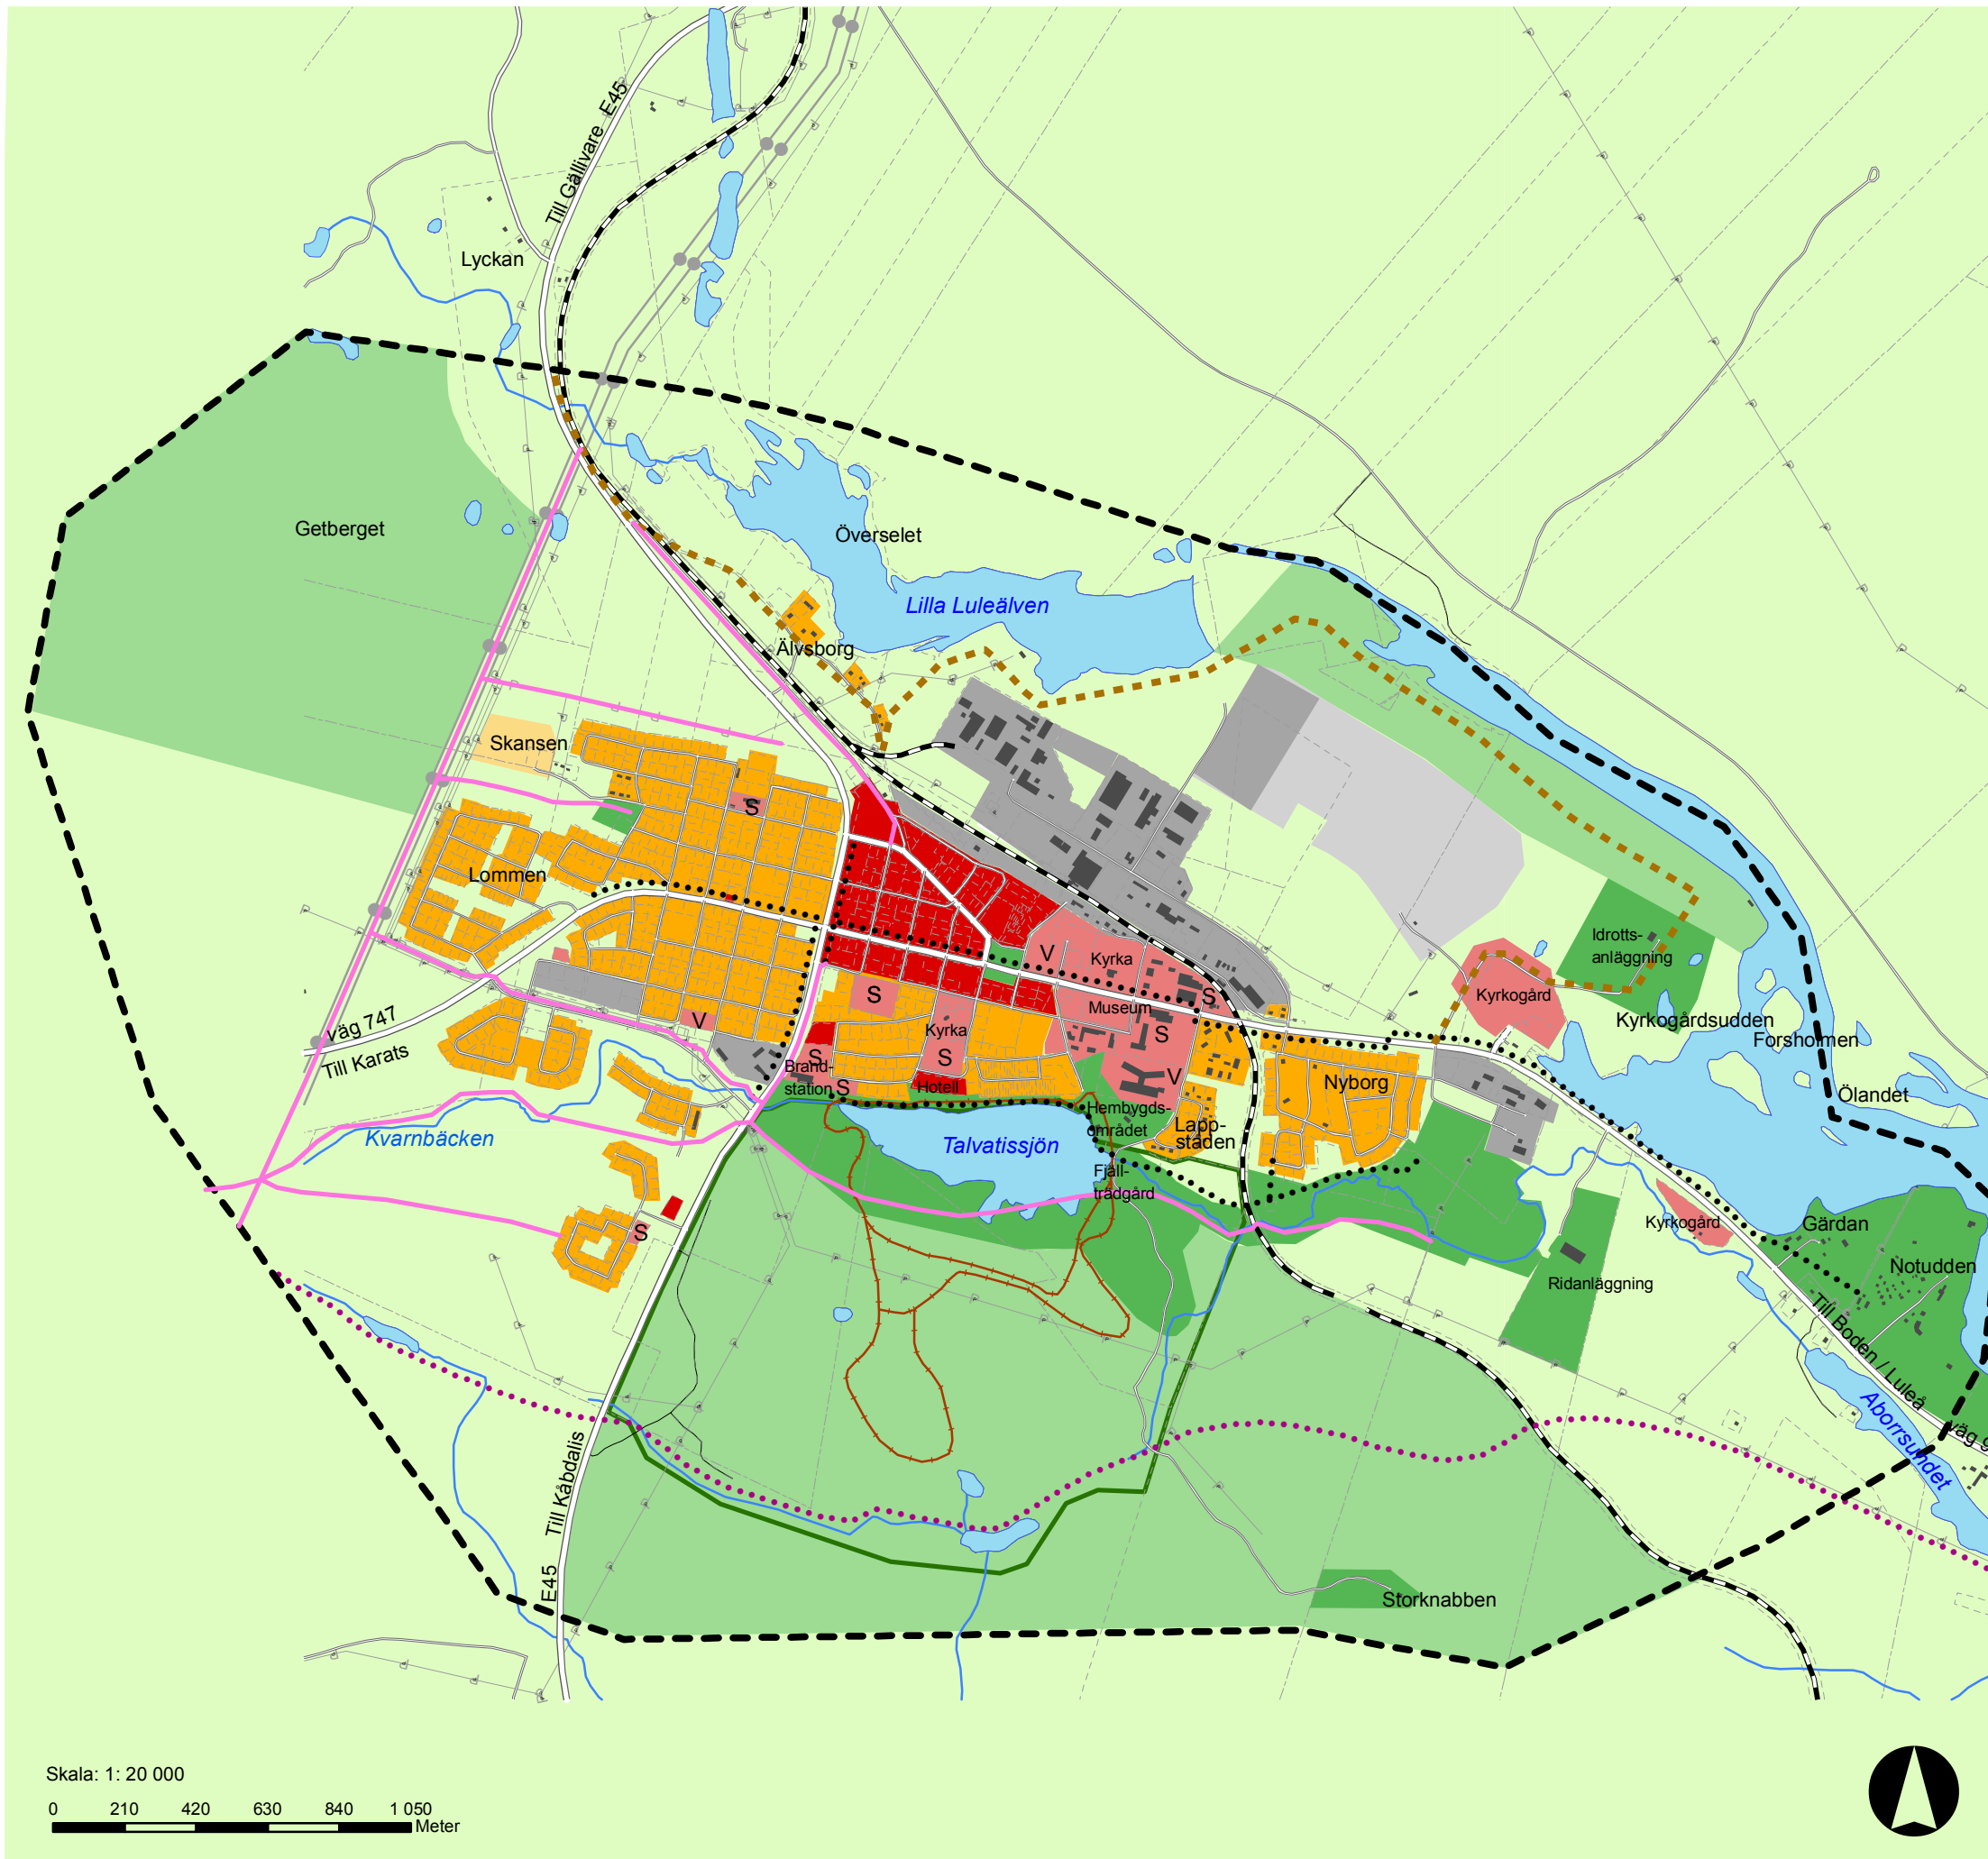 Till Gällivare  E45
Lyckan
Getberget
Överselet
Lilla Luleälven
Älvsborg
Skansen
S
Lommen
Idrotts-
anläggning
V
Kyrka
Kyrkogård
S
S
Museum
Kyrkogårdsudden
väg 747
V
Kyrka
S
Forsholmen
Till Karats
S
S
Brand-
station
S
Hotell
V
Nyborg
Ölandet
Kvarnbäcken
Talvatissjön
Hembygds-
området
Lapp-
staden
Fjäll-
trädgård
S
Kyrkogård
Gärdan
Notudden
Ridanläggning
Till Boden / Luleå
väg 9
Aborrsundet
Till Kåbdalis
E45
Storknabben
Skala: 1: 20 000
0 210 420 630 840 1 050
Meter